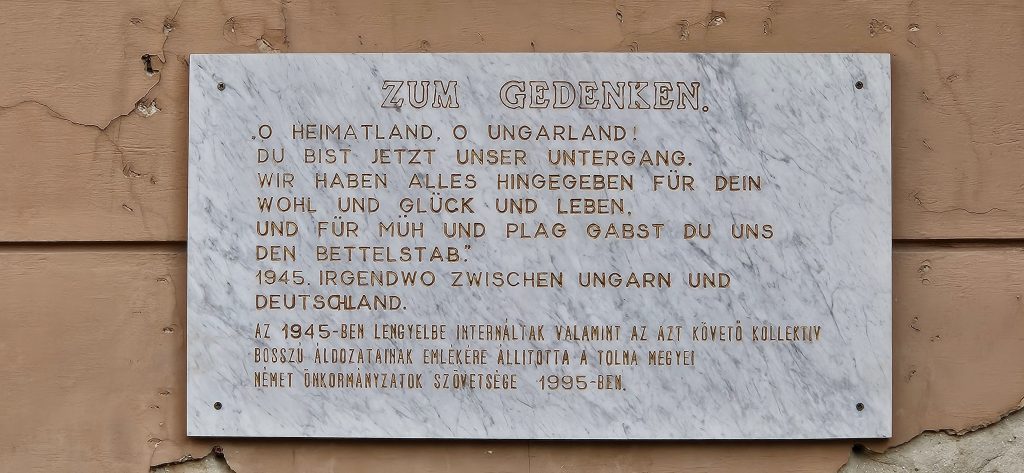 ZUM GEDENKEN.
„O HEIMATLAND, O UNGARLAND!
DU BIST JETZT UNSER UNTERGANG.
WIR HABEN ALLES HINGEGEBEN FÜR DEIN
WOHL UND GLÜCK UND LEBEN,
UND FÜR MÜH UND PLAG GABST DU UNS
DEN BETTELSTAB."
1945. IRGENDWO ZWISCHEN UNGARN UND
DEUTSCHLAND.
AZ 1945-BEN LENGYELBE INTERNÁLTAK VALAMINT AZ AZT KÖVETŐ KOLLEKTIV
BOSSZÚ ÁLDOZATAINAK EMLÉKÉRE ÁLLITOTTA A TOLNA MEGYEI
NÉMET ÖNKORMÁNYZATOK SZÖVETSÉGE 1995-BEN.